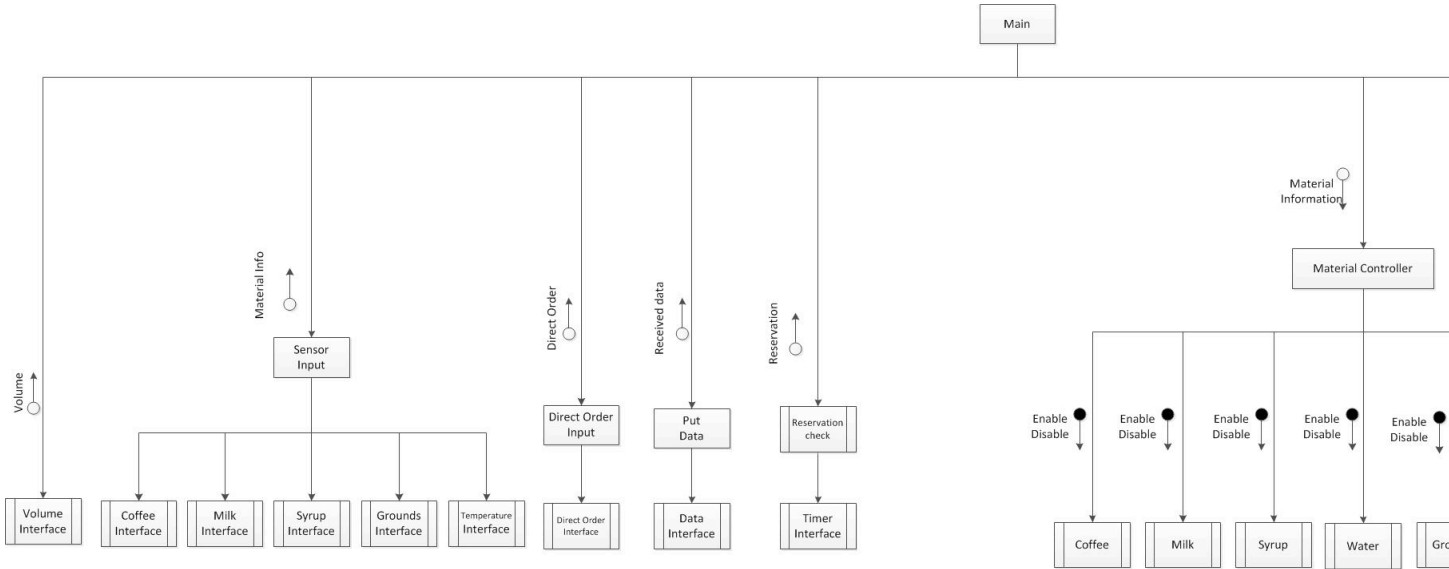 Main
Material
Information
Material Controller
Material Info
Direct Order
Received data
Reservation
Volume
Sensor
Input
Direct Order
Input
Put
Data
Reservation
check
Enable
Disable
Enable
Disable
Enable
Disable
Enable
Disable
Enable
Disable
Volume
Interface
Coffee
Interface
Milk
Interface
Syrup
Interface
Grounds
Interface
Temperature
Interface
Direct Order
Interface
Data
Interface
Timer
Interface
Coffee
Milk
Syrup
Water
Gro